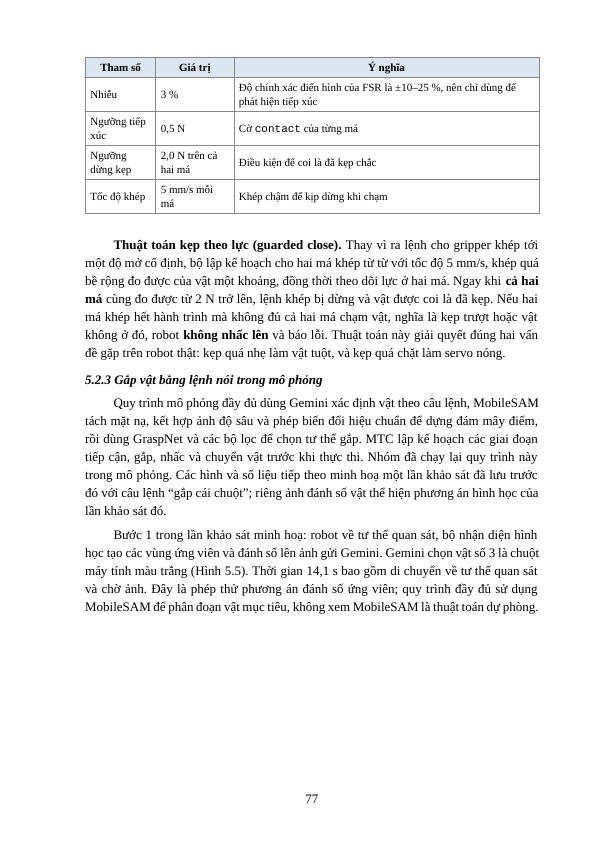 Tham số Giá trị Ý nghĩa
Nhiễu 3 % Độ chính xác điển hình của FSR là ±10–25 %, nên chỉ dùng để
phát hiện tiếp xúc
Ngưỡng tiếp
xúc 0,5 N Cờ contact của từng má
Ngưỡng
dừng kẹp 2,0 N trên cả
hai má Điều kiện để coi là đã kẹp chắc
Tốc độ khép 5 mm/s mỗi
má Khép chậm để kịp dừng khi chạm
Thuật toán kẹp theo lực (guarded close). Thay vì ra lệnh cho gripper khép tới
một độ mở cố định, bộ lập kế hoạch cho hai má khép từ từ với tốc độ 5 mm/s, khép quá
bề rộng đo được của vật một khoảng, đồng thời theo dõi lực ở hai má. Ngay khi cả hai
má cùng đo được từ 2 N trở lên, lệnh khép bị dừng và vật được coi là đã kẹp. Nếu hai
má khép hết hành trình mà không đủ cả hai má chạm vật, nghĩa là kẹp trượt hoặc vật
không ở đó, robot không nhấc lên và báo lỗi. Thuật toán này giải quyết đúng hai vấn
đề gặp trên robot thật: kẹp quá nhẹ làm vật tuột, và kẹp quá chặt làm servo nóng.
5.2.3 Gắp vật bằng lệnh nói trong mô phỏng
Quy trình mô phỏng đầy đủ dùng Gemini xác định vật theo câu lệnh, MobileSAM
tách mặt nạ, kết hợp ảnh độ sâu và phép biến đổi hiệu chuẩn để dựng đám mây điểm,
rồi dùng GraspNet và các bộ lọc để chọn tư thế gắp. MTC lập kế hoạch các giai đoạn
tiếp cận, gắp, nhấc và chuyển vật trước khi thực thi. Nhóm đã chạy lại quy trình này
trong mô phỏng. Các hình và số liệu tiếp theo minh hoạ một lần khảo sát đã lưu trước
đó với câu lệnh “gắp cái chuột”; riêng ảnh đánh số vật thể hiện phương án hình học của
lần khảo sát đó.
Bước 1 trong lần khảo sát minh hoạ: robot về tư thế quan sát, bộ nhận diện hình
học tạo các vùng ứng viên và đánh số lên ảnh gửi Gemini. Gemini chọn vật số 3 là chuột
máy tính màu trắng (Hình 5.5). Thời gian 14,1 s bao gồm di chuyển về tư thế quan sát
và chờ ảnh. Đây là phép thử phương án đánh số ứng viên; quy trình đầy đủ sử dụng
MobileSAM để phân đoạn vật mục tiêu, không xem MobileSAM là thuật toán dự phòng.
77